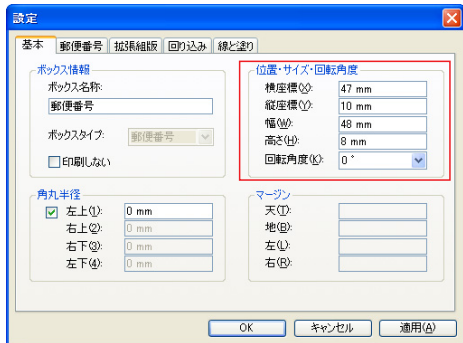 設定
基本 郵便番号 拡張組版 回り込み 線と塗り
ボックス情報
ボックス名称:
郵便番号
ボックスタイプ: 郵便番号
印刷しない
位置・サイズ・回転角度
横座標(X): 47 mm
縦座標(Y): 10 mm
幅(W): 48 mm
高さ(H): 8 mm
回転角度(K): 0 °
角丸半径
左上(1): 0 mm
右上(2): 0 mm
右下(3): 0 mm
左下(4): 0 mm
マージン
天(T):
地(B):
左(L):
右(R):
OK キャンセル 適用(A)